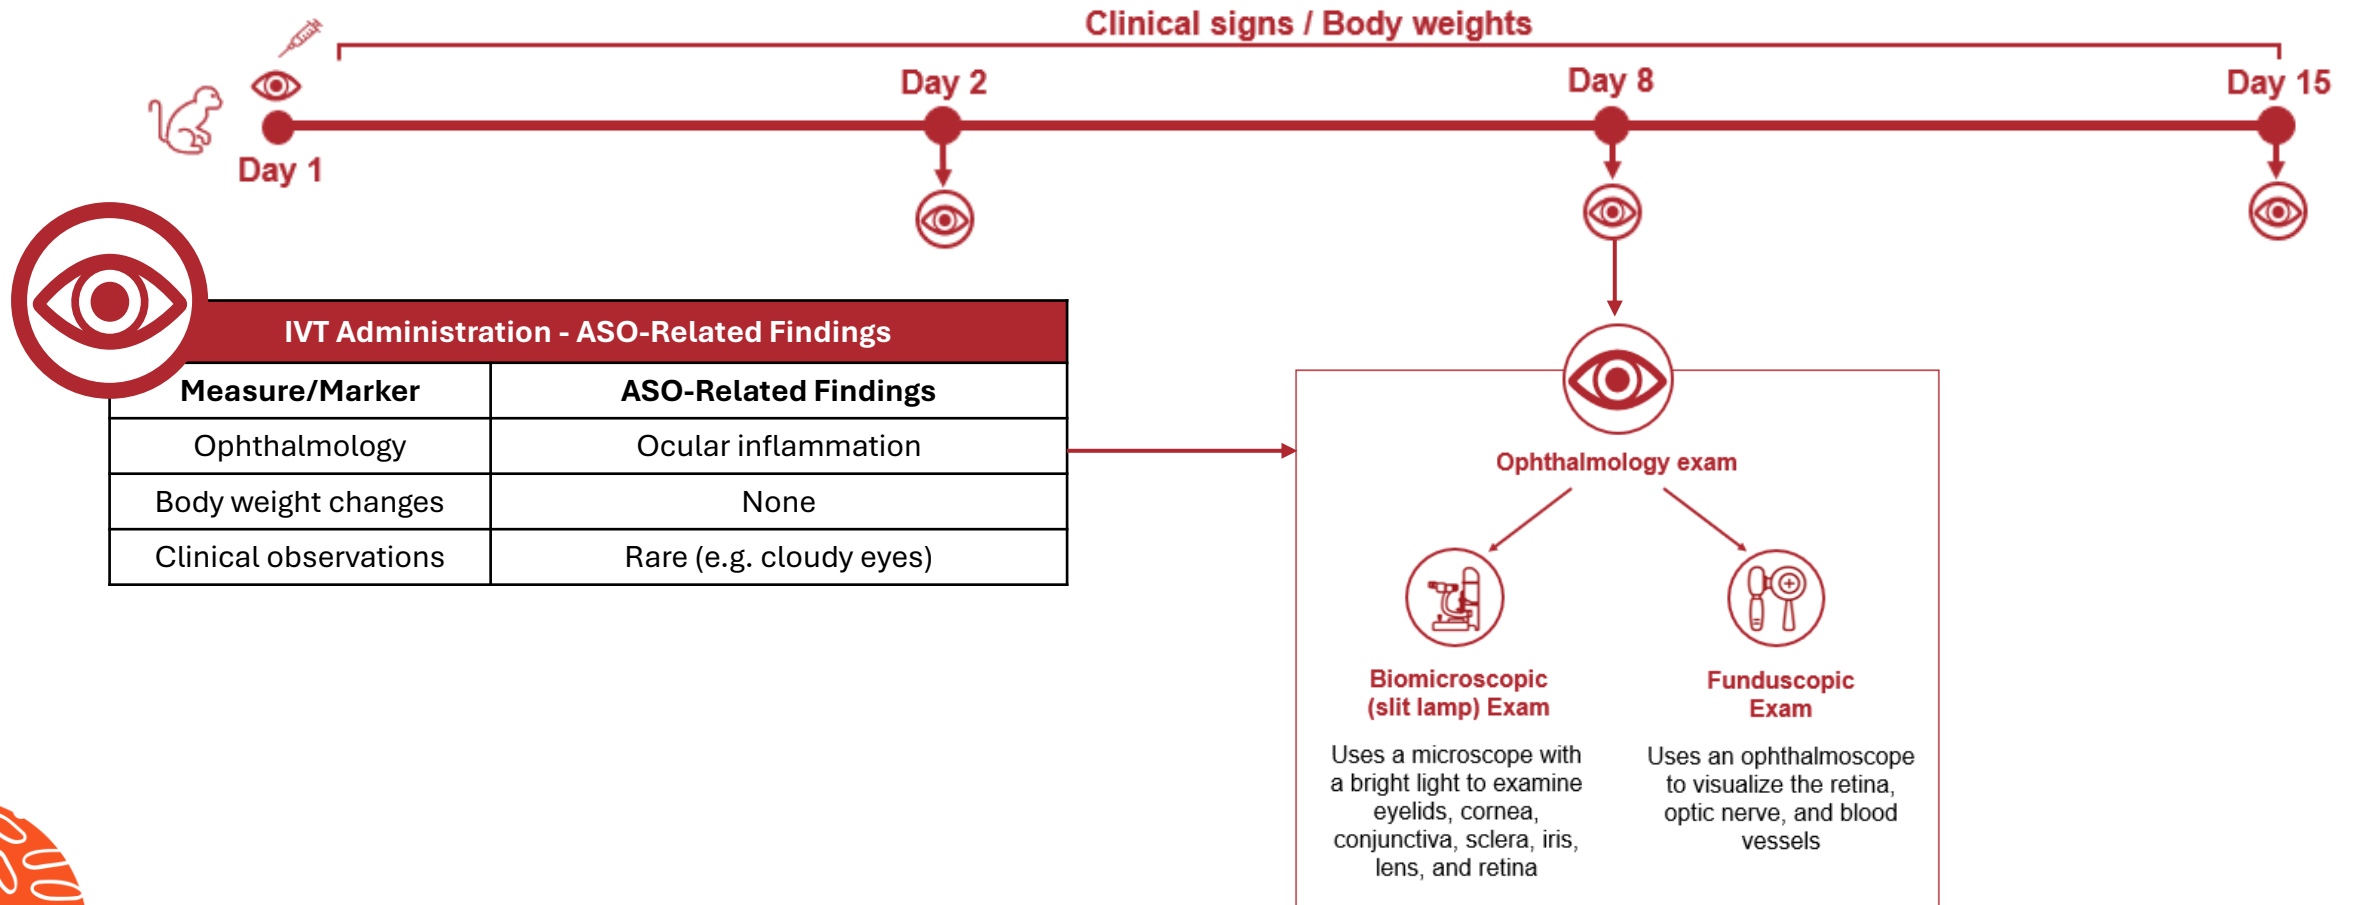 Clinical signs / Body weights
Day 1
Day 2
Day 8
Day 15
IVT Administration - ASO-Related Findings
Measure/Marker
ASO-Related Findings
Ophthalmology
Ocular inflammation
Body weight changes
None
Clinical observations
Rare (e.g. cloudy eyes)
Ophthalmology exam
Biomicroscopic
(slit lamp) Exam
Uses a microscope with
a bright light to examine
eyelids, cornea,
conjunctiva, sclera, iris,
lens, and retina
Funduscopic
Exam
Uses an ophthalmoscope
to visualize the retina,
optic nerve, and blood
vessels